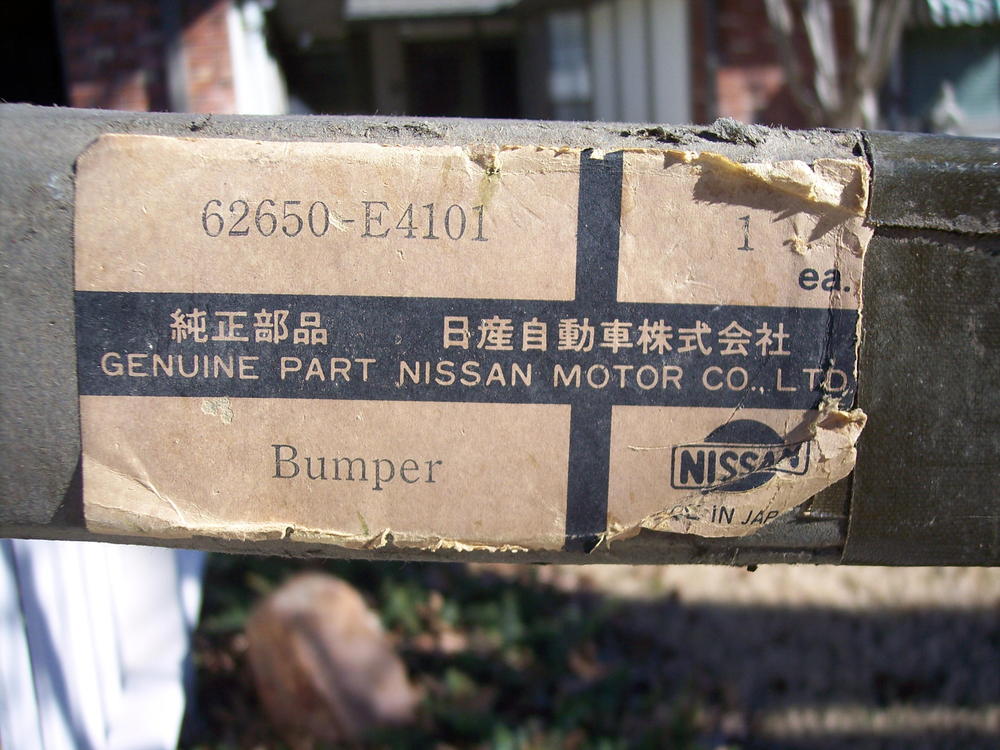 62650-E4101
1
ea.
純正部品 日産自動車株式会社
GENUINE PART NISSAN MOTOR CO., LTD.
Bumper
NISSAN
IN JAP